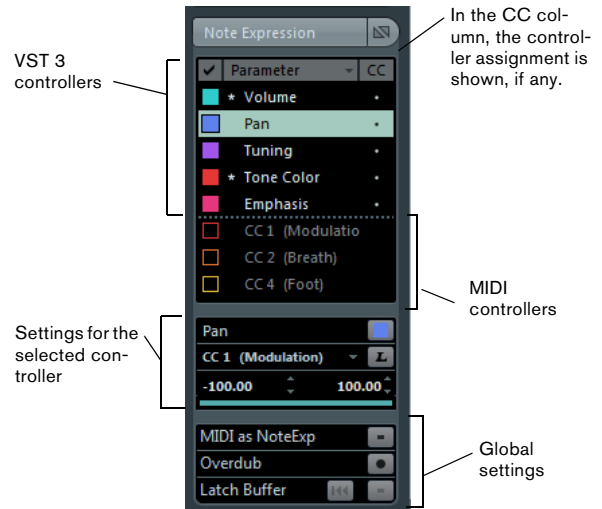 Note Expression
In the CC col-
umn, the control-
ler assignment is
shown, if any.
VST 3
controllers
Parameter CC
* Volume
Pan
Tuning
* Tone Color
Emphasis
CC 1 (Modulatio
CC 2 (Breath)
CC 4 (Foot)
MIDI
controllers
Settings for the
selected con-
troller
Pan
CC 1 (Modulation) L
-100.00 100.00
MIDI as NoteExp
Overdub
Latch Buffer
Global
settings